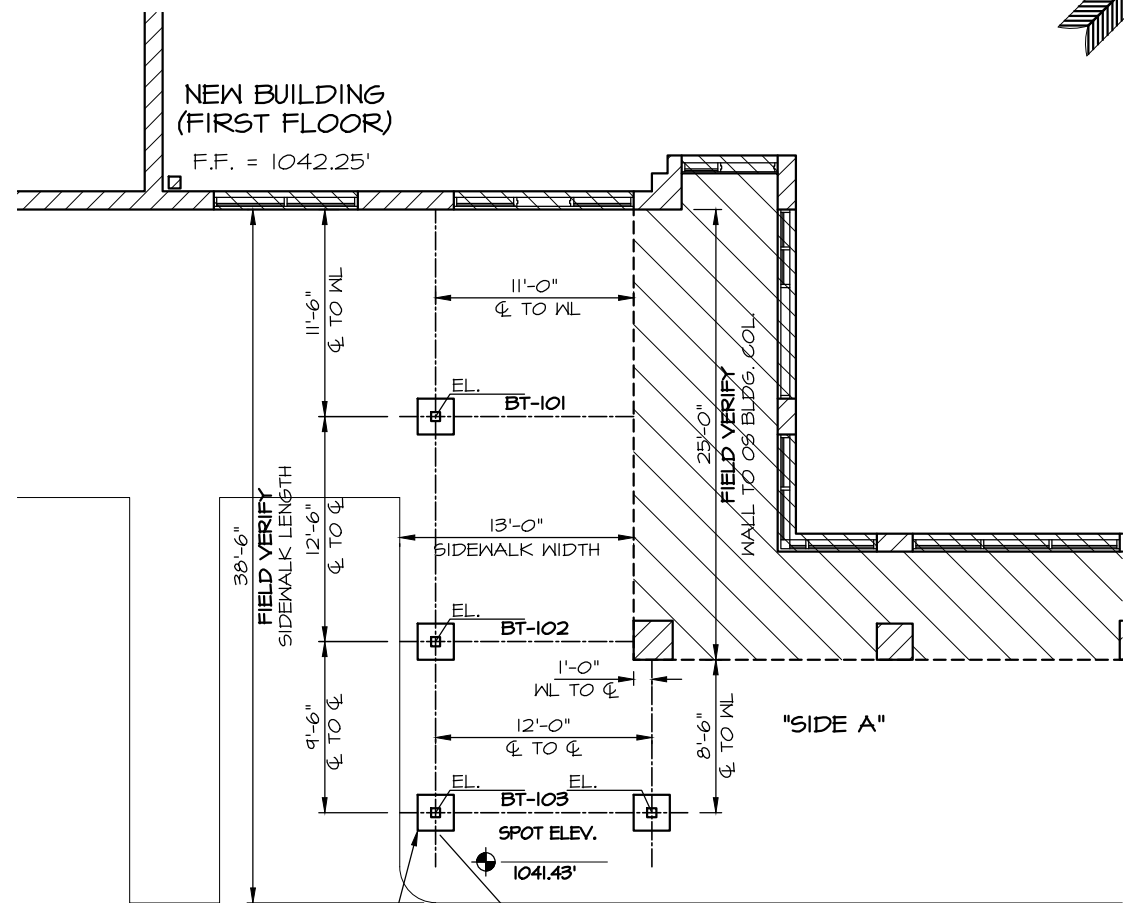 NEW BUILDING
(FIRST FLOOR)
F.F. = 1042.25'
11'-6"
℄ TO WL
11'-0"
℄ TO WL
EL.
BT-101
25'-0"
FIELD VERIFY
WALL TO OS BLDG. COL.
38'-6"
FIELD VERIFY
SIDEWALK LENGTH
12'-6"
℄ TO ℄
13'-0"
SIDEWALK WIDTH
EL.
BT-102
1'-0"
WL TO ℄
9'-6"
℄ TO ℄
12'-0"
℄ TO ℄
8'-6"
℄ TO WL
"SIDE A"
EL.
BT-103
EL.
SPOT ELEV.
1041.43'